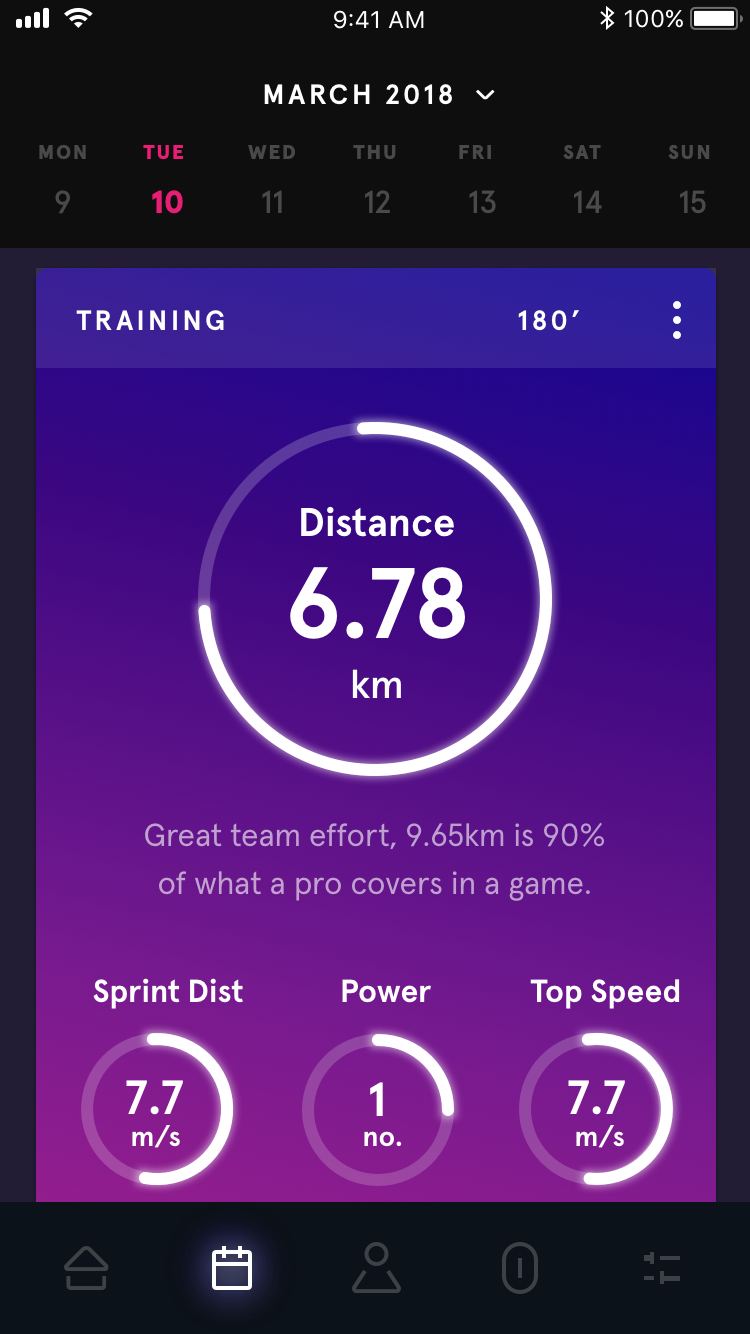 9:41 AM 100%
MARCH 2018
MON TUE WED THU FRI SAT SUN
9 10 11 12 13 14 15
TRAINING 180′
Distance
6.78
km
Great team effort, 9.65km is 90%
of what a pro covers in a game.
Sprint Dist Power Top Speed
7.7 1 7.7
m/s no. m/s